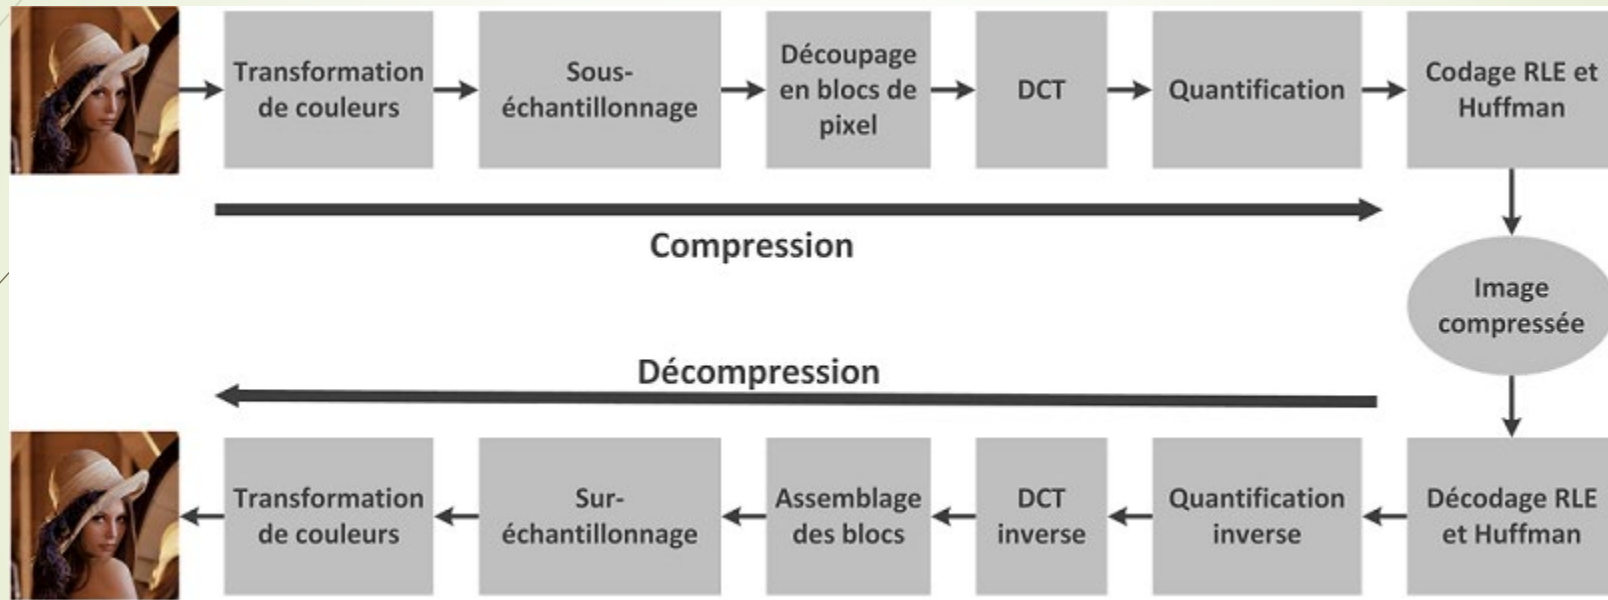 Transformation
de couleurs
Sous-
échantillonnage
Découpage
en blocs de
pixel
DCT
Quantification
Codage RLE et
Huffman
Compression
Image
compressée
Décompression
Transformation
de couleurs
Sur-
échantillonnage
Assemblage
des blocs
DCT
inverse
Quantification
inverse
Décodage RLE
et Huffman